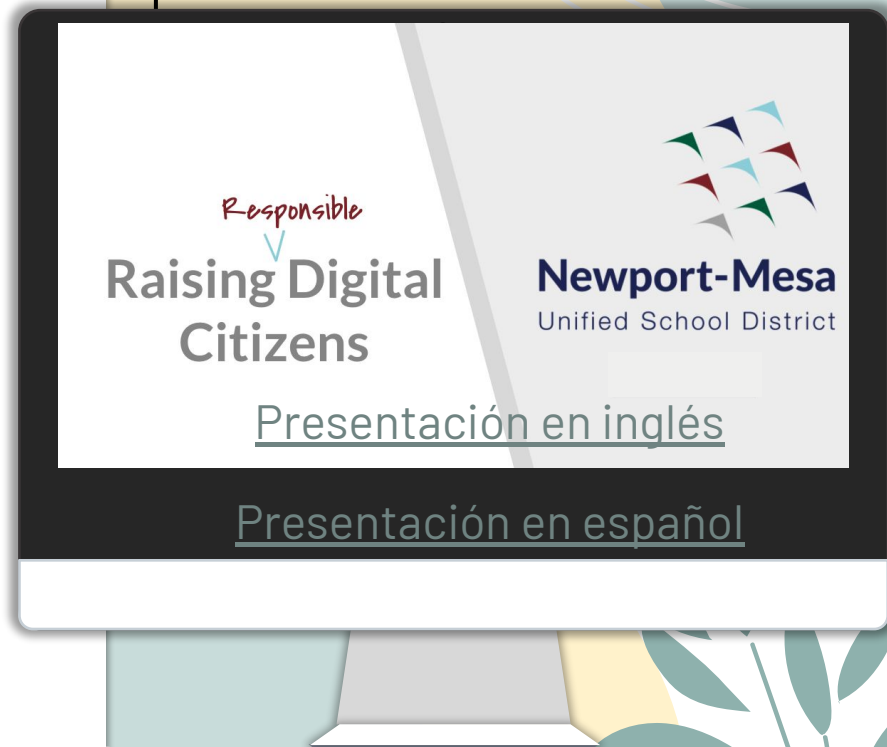 Responsible
Raising Digital
Citizens
Newport-Mesa
Unified School District
Presentación en inglés
Presentación en español